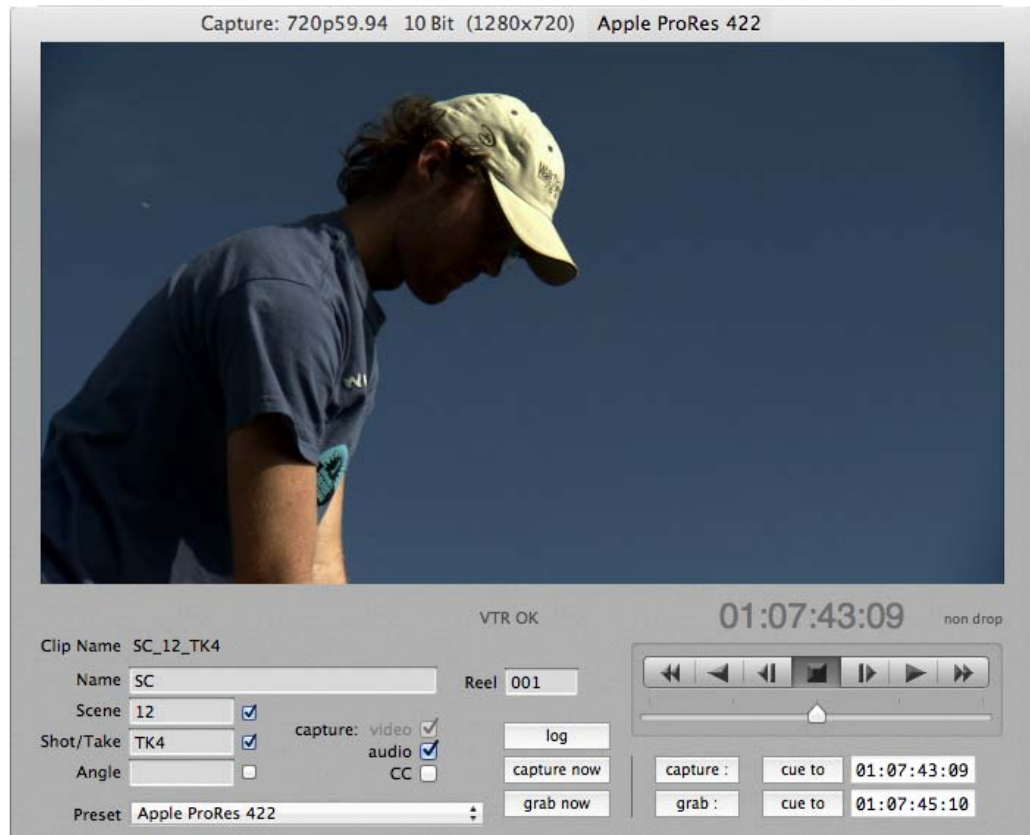 Capture: 720p59.94 10 Bit (1280x720) Apple ProRes 422
VTR OK
01:07:43:09 non drop
Clip Name SC_12_TK4
Name SC
Reel 001
Scene 12
Shot/Take TK4
Angle
capture: video
audio
CC
Preset Apple ProRes 422
log
capture now
grab now
capture : cue to 01:07:43:09
grab : cue to 01:07:45:10